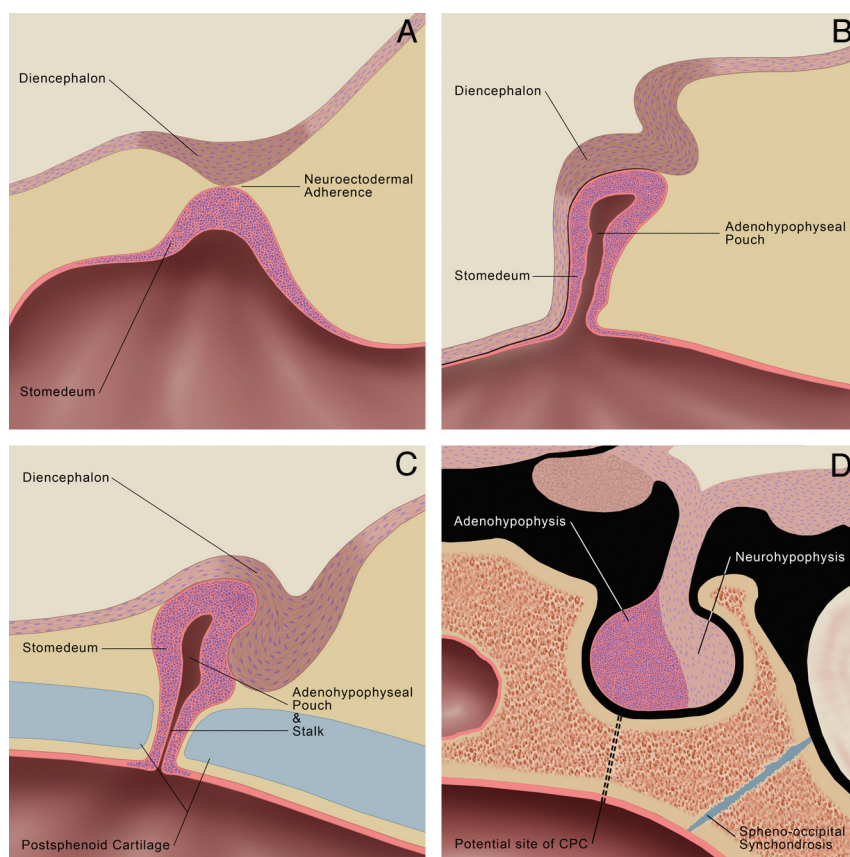 A
Diencephalon
Neuroectodermal
Adherence
Stomedeum
B
Diencephalon
Adenohypophyseal
Pouch
Stomedeum
C
Diencephalon
Stomedeum
Adenohypophyseal
Pouch
&
Stalk
Postsphenoid Cartilage
D
Adenohypophysis
Neurohypophysis
Potential site of CPC
Spheno-occipital
Synchondrosis